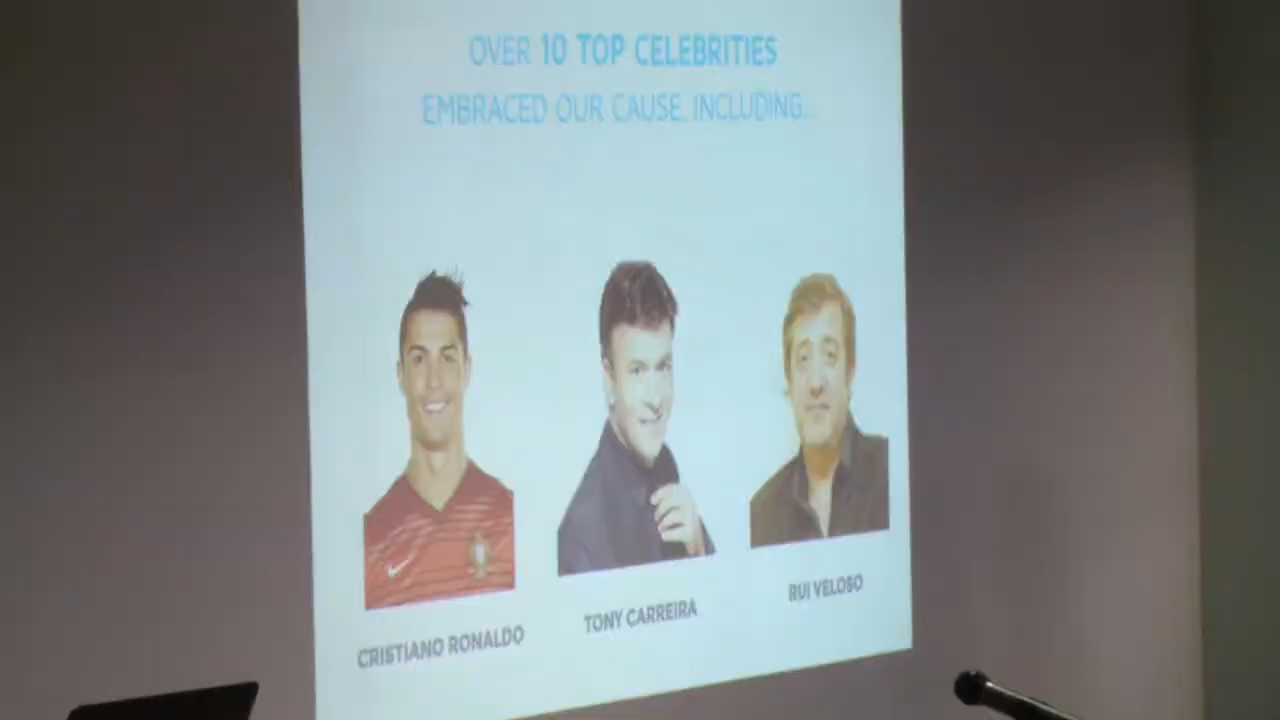 OVER 10 TOP CELEBRITIES
EMBRACED OUR CAUSE, INCLUDING...
CRISTIANO RONALDO
TONY CARREIRA
RUI VELOSO